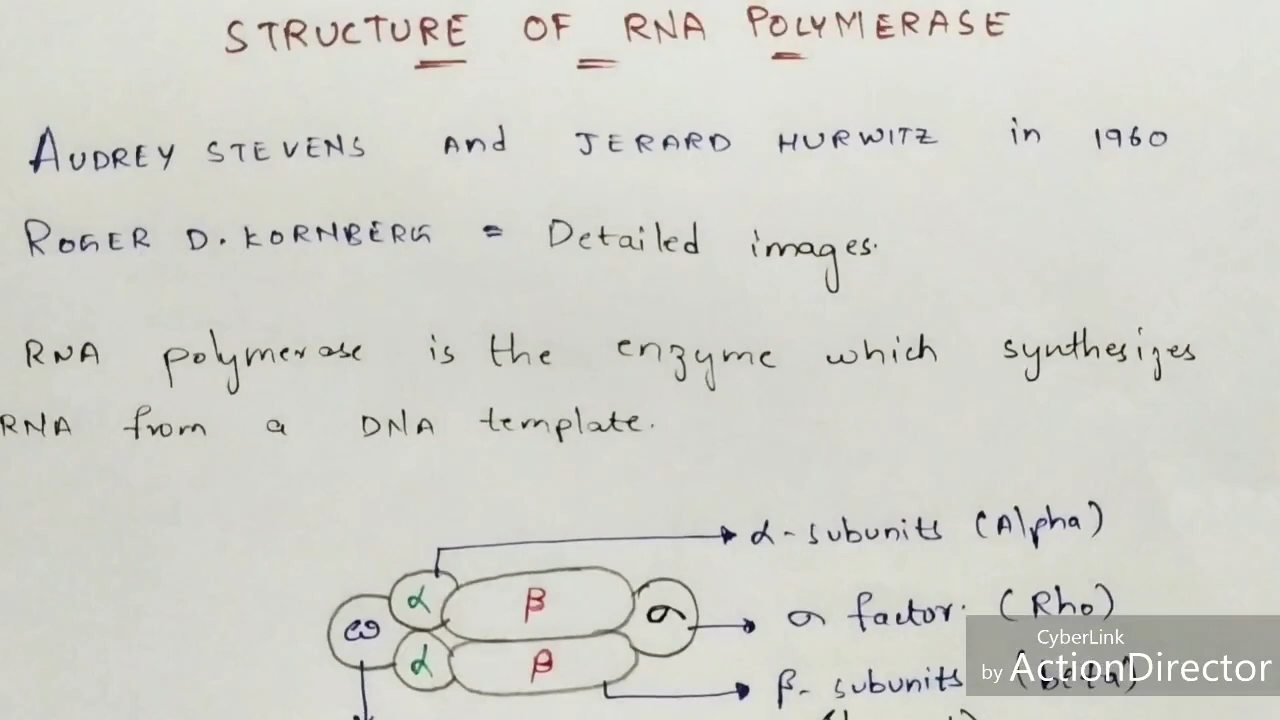 STRUCTURE OF RNA POLYMERASE
AUDREY STEVENS and JERARD HURWITZ in 1960
ROGER D. KORNBERG = Detailed images.
RNA polymerase is the enzyme which synthesizes
RNA from a DNA template.
α-subunits (Alpha)
α β σ
σ factor. (Rho)
ω
α β
β- subunits (Beta)
CyberLink
by ActionDirector